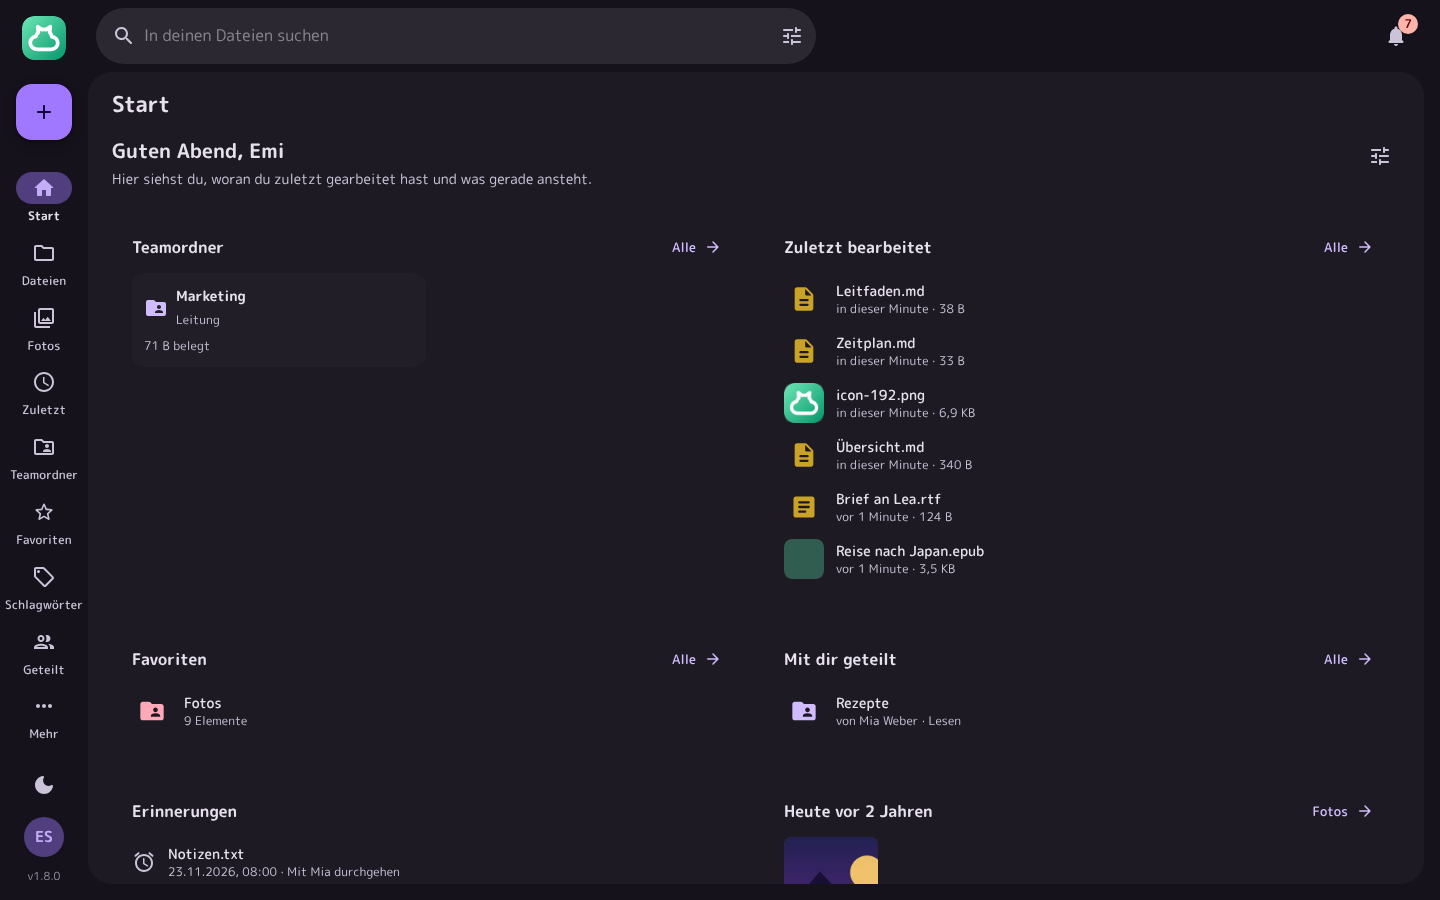 In deinen Dateien suchen
7
Start
Guten Abend, Emi
Hier siehst du, woran du zuletzt gearbeitet hast und was gerade ansteht.
Start
Dateien
Fotos
Zuletzt
Teamordner
Favoriten
Schlagwörter
Geteilt
Mehr
ES
v1.8.0
Teamordner
Alle
Marketing
Leitung
71 B belegt
Zuletzt bearbeitet
Alle
Leitfaden.md
in dieser Minute · 38 B
Zeitplan.md
in dieser Minute · 33 B
icon-192.png
in dieser Minute · 6,9 KB
Übersicht.md
in dieser Minute · 340 B
Brief an Lea.rtf
vor 1 Minute · 124 B
Reise nach Japan.epub
vor 1 Minute · 3,5 KB
Favoriten
Alle
Fotos
9 Elemente
Mit dir geteilt
Alle
Rezepte
von Mia Weber · Lesen
Erinnerungen
Notizen.txt
23.11.2026, 08:00 · Mit Mia durchgehen
Heute vor 2 Jahren
Fotos